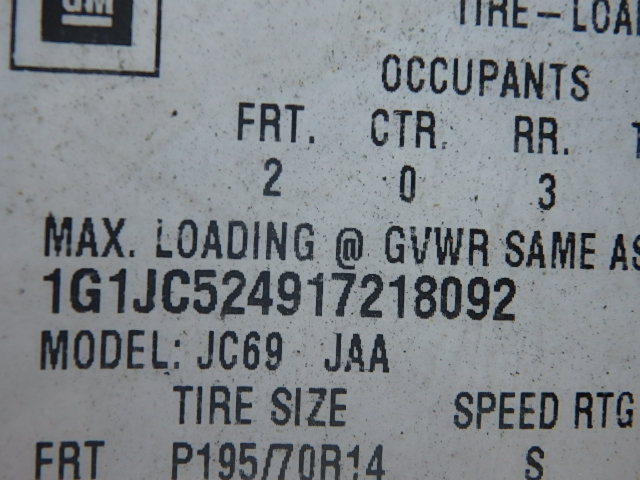 GM
TIRE-LOA
OCCUPANTS
FRT. CTR. RR.
2 0 3
MAX. LOADING @ GVWR SAME AS
1G1JC524917218092
MODEL: JC69 JAA
TIRE SIZE SPEED RTG
FRT P195/70R14 S